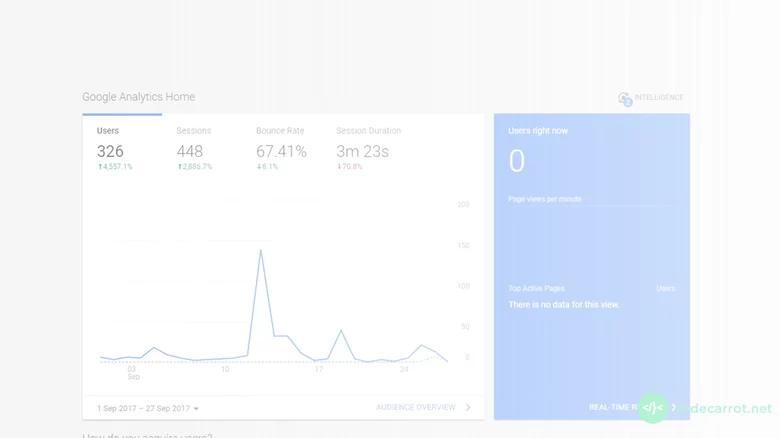 Google Analytics Home
INTELLIGENCE
2
Users
Sessions
Bounce Rate
Session Duration
326
448
67.41%
3m 23s
↑4,557.1%
↑2,886.7%
↓6.1%
↓70.8%
200
150
100
50
0
03
Sep
10
17
24
1 Sep 2017 – 27 Sep 2017
AUDIENCE OVERVIEW
Users right now
0
Page views per minute
Top Active Pages
Users
There is no data for this view.
REAL-TIME
</> codecarrot.net
How do you acquire users?